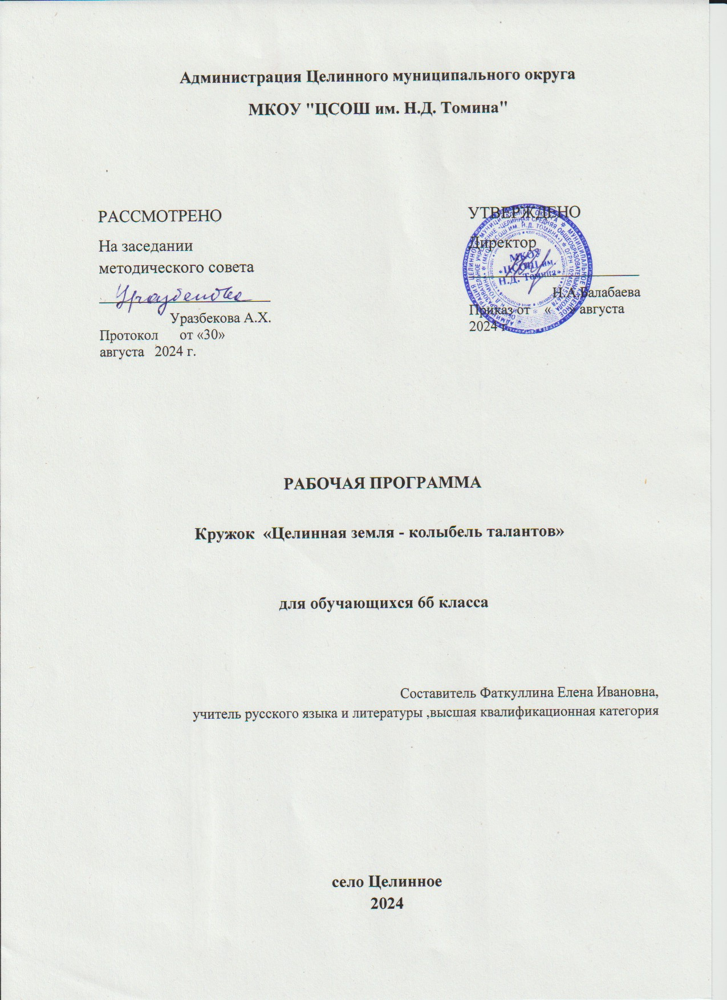 Администрация Целинного муниципального округа
МКОУ "ЦСОШ им. Н.Д. Томина"
РАССМОТРЕНО
На заседании
методического совета
Уразбекова
Уразбекова А.Х.
Протокол от «30»
августа 2024 г.
УТВЕРЖДЕНО
Директор
МКОУ
«ЦСОШ им.
Н.Д. Томина»
Н.А.Балабаева
Приказ от « » августа
2024 г
РАБОЧАЯ ПРОГРАММА
Кружок «Целинная земля - колыбель талантов»
для обучающихся 6б класса
Составитель Фаткуллина Елена Ивановна,
учитель русского языка и литературы ,высшая квалификационная категория
село Целинное
2024